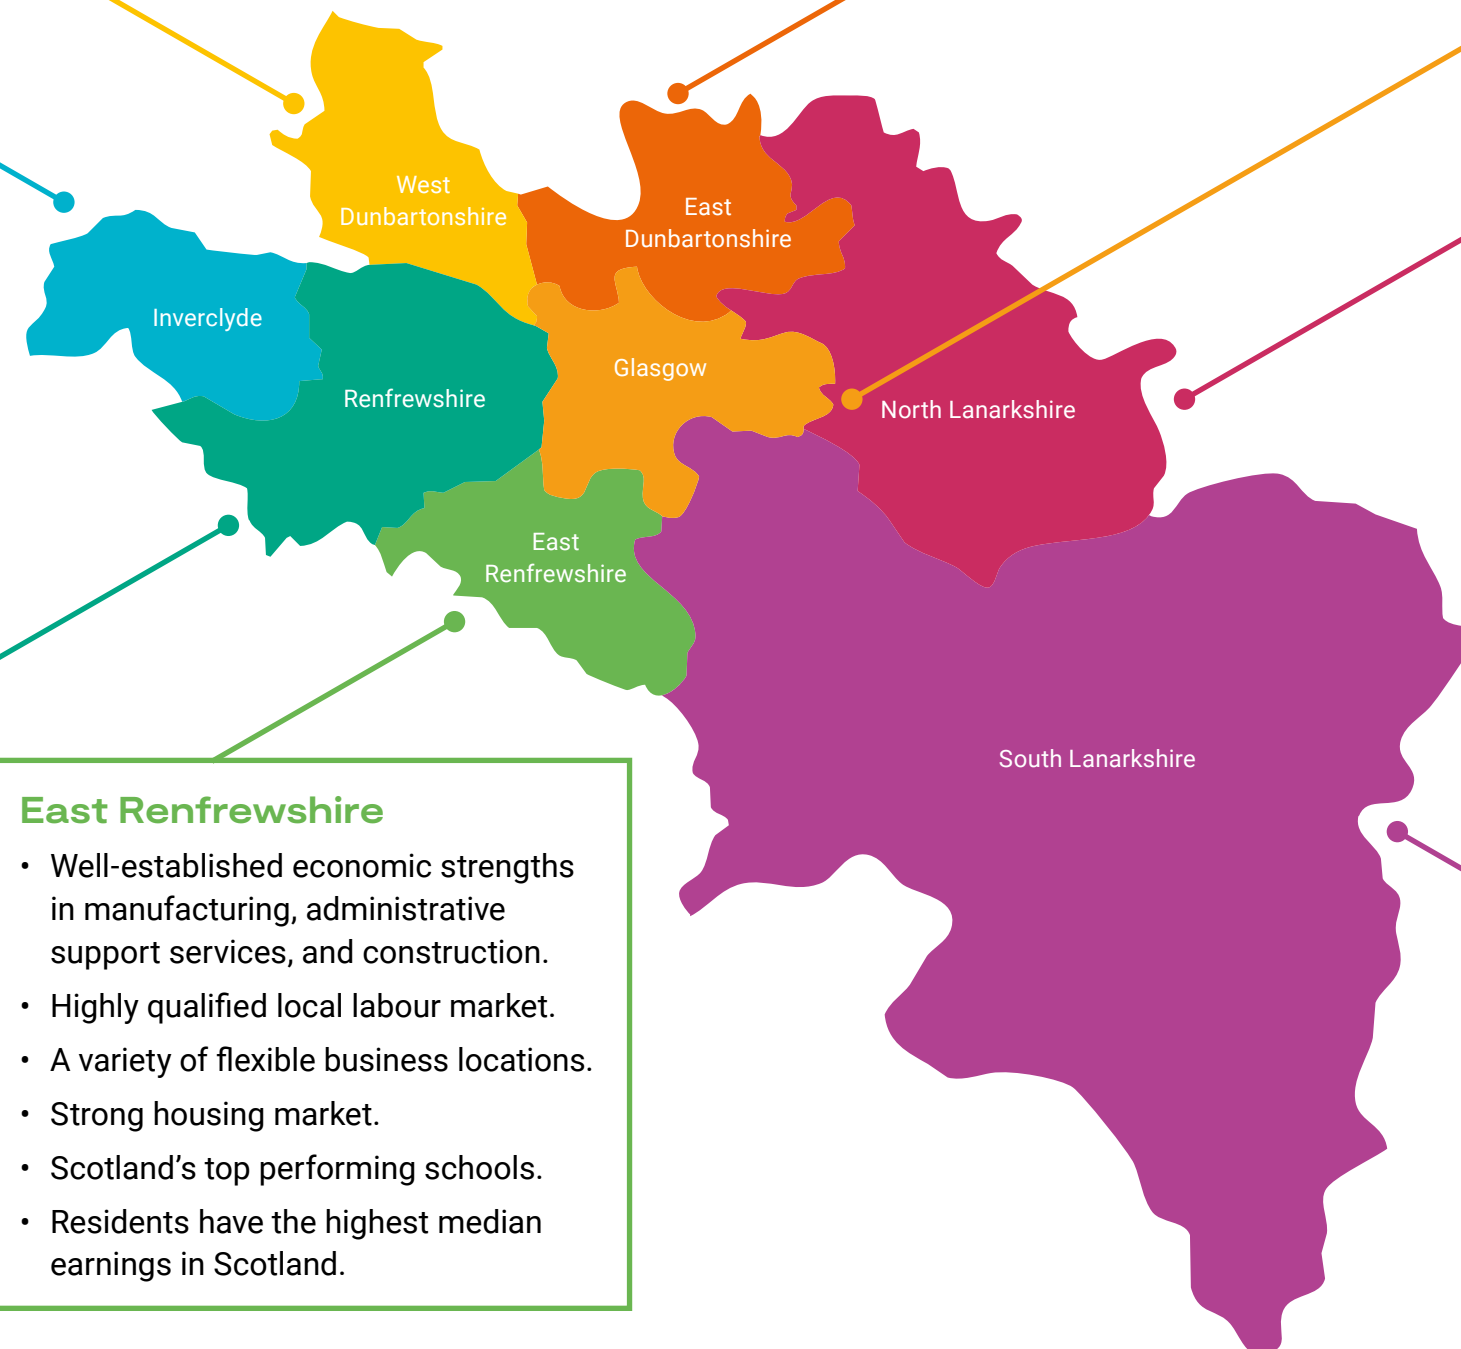 West
Dunbartonshire
East
Dunbartonshire
Inverclyde
Renfrewshire
Glasgow
North Lanarkshire
East
Renfrewshire
South Lanarkshire
East Renfrewshire
• Well-established economic strengths
in manufacturing, administrative
support services, and construction.
• Highly qualified local labour market.
• A variety of flexible business locations.
• Strong housing market.
• Scotland’s top performing schools.
• Residents have the highest median
earnings in Scotland.